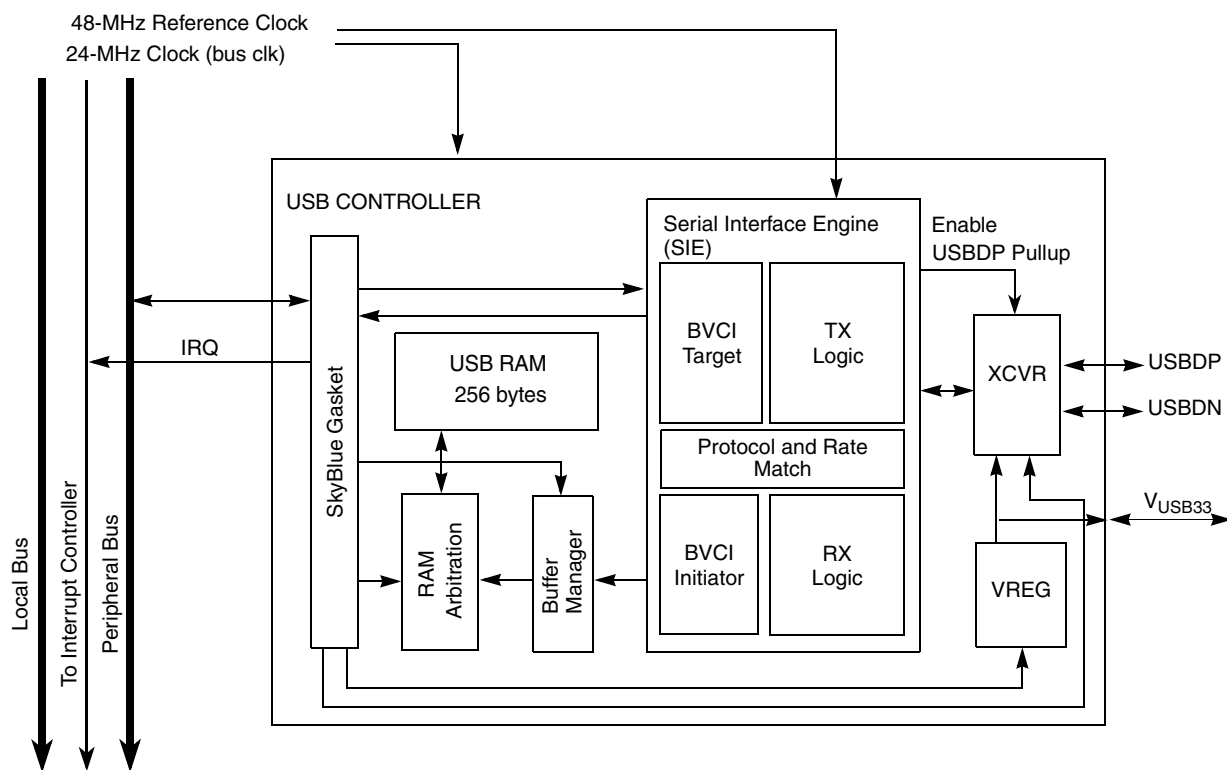 48-MHz Reference Clock
24-MHz Clock (bus clk)
USB CONTROLLER
Serial Interface Engine
(SIE)
Enable
USBDP Pullup
BVCI
Target
TX
Logic
XCVR
USBDP
USBDN
IRQ
USB RAM
256 bytes
SkyBlue Gasket
Protocol and Rate
Match
RAM
Arbitration
Buffer
Manager
BVCI
Initiator
RX
Logic
VREG
VUSB33
Local Bus
To Interrupt Controller
Peripheral Bus